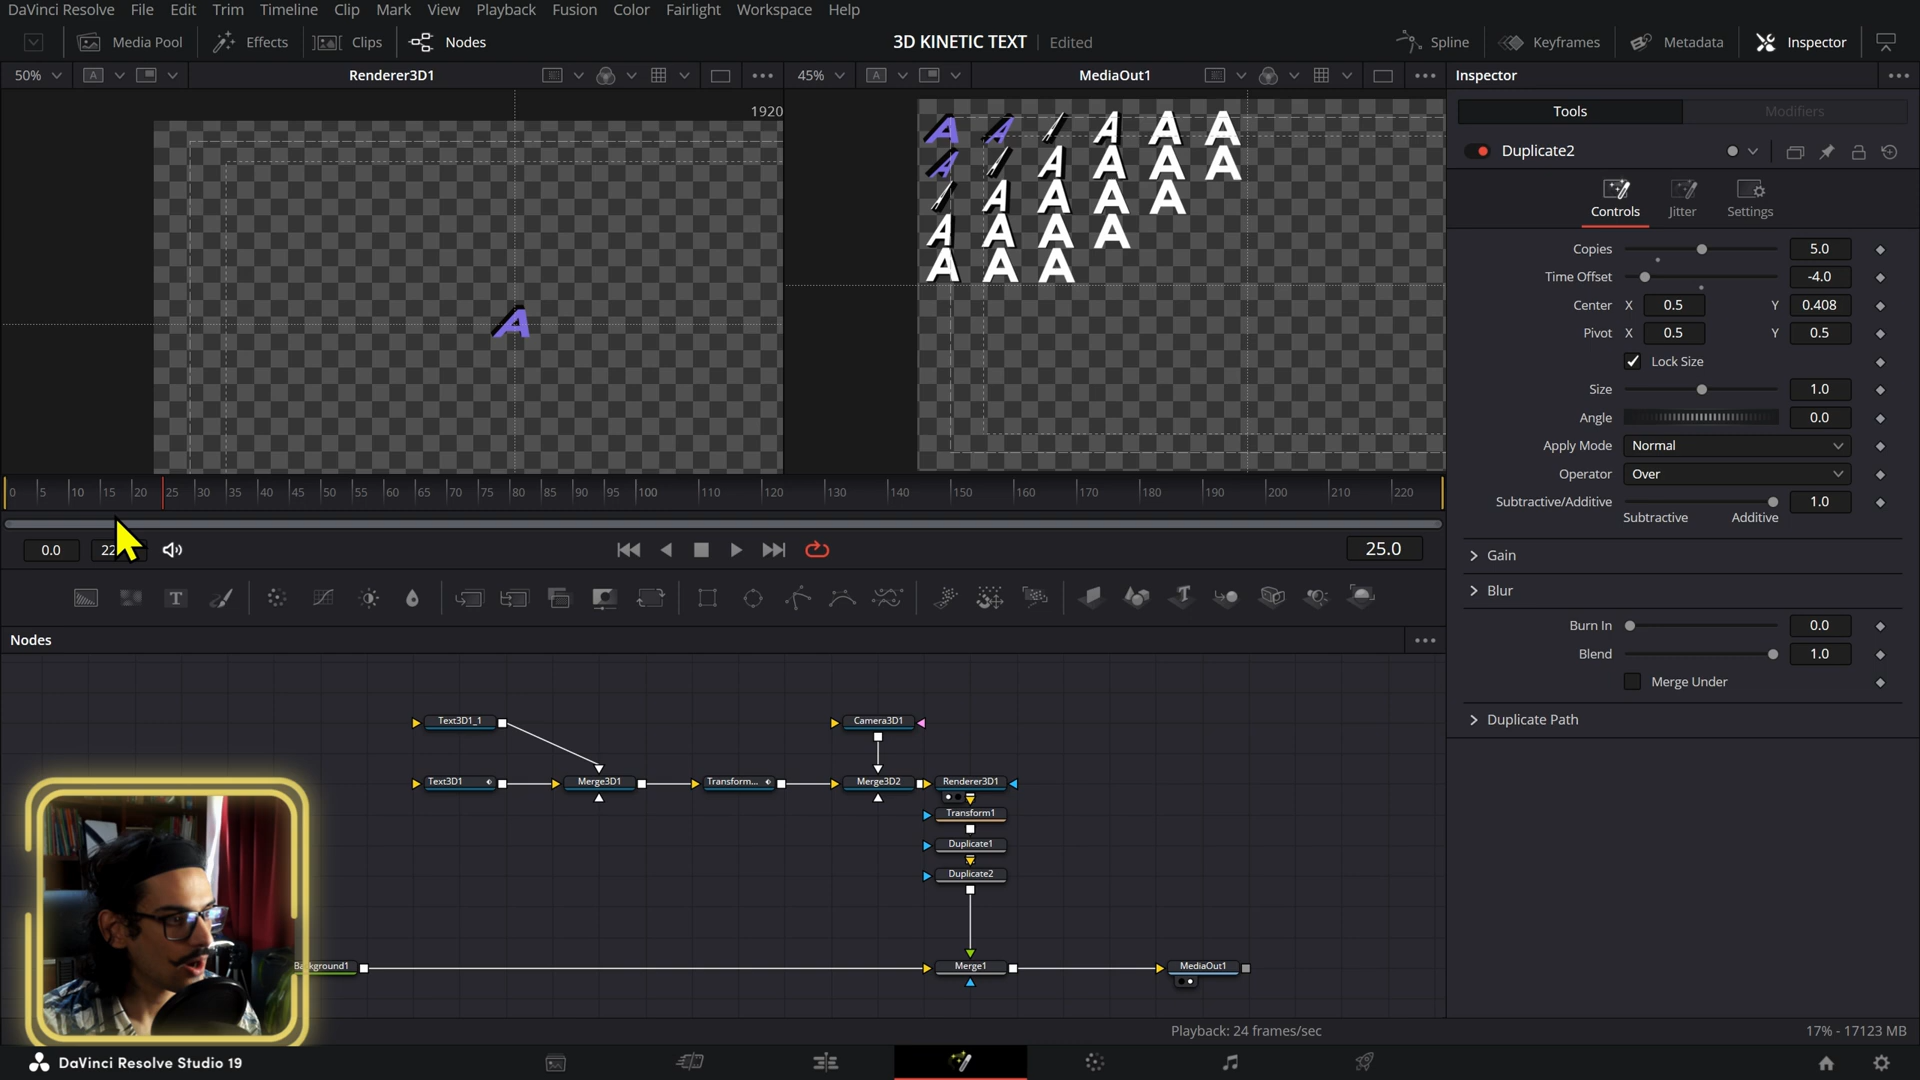 DaVinci Resolve File Edit Trim Timeline Clip Mark View Playback Fusion Color Fairlight Workspace Help
Media Pool Effects Clips Nodes 3D KINETIC TEXT Edited Spline Keyframes Metadata Inspector
50% A Renderer3D1 45% A MediaOut1 Inspector
1920
Tools Modifiers
Duplicate2
Controls Jitter Settings
A A A A A
A A A A A
A A A A
A A A A
A A A
A
Copies 5.0
Time Offset -4.0
Center X 0.5 Y 0.408
Pivot X 0.5 Y 0.5
Lock Size
Size 1.0
Angle 0.0
Apply Mode Normal
Operator Over
Subtractive/Additive 1.0
Subtractive Additive
Gain
Blur
Burn In 0.0
Blend 1.0
Merge Under
Duplicate Path
0 5 10 15 20 25 30 35 40 45 50 55 60 65 70 75 80 85 90 95 100 110 120 130 140 150 160 170 180 190 200 210 220
0.0 25.0
T T
Nodes
Text3D1_1 Camera3D1
Text3D1 Merge3D1 Transform... Merge3D2 Renderer3D1
Transform1
Duplicate1
Duplicate2
Merge1 MediaOut1
Playback: 24 frames/sec 17% - 17123 MB
DaVinci Resolve Studio 19